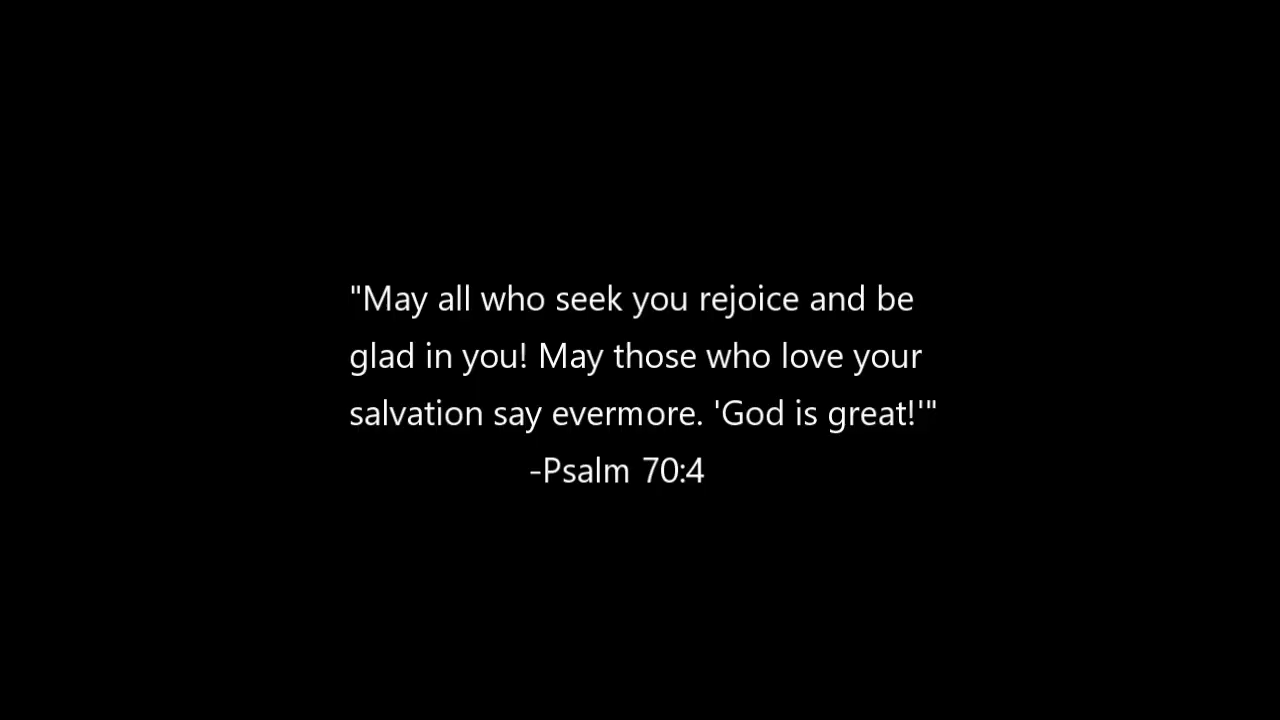 "May all who seek you rejoice and be
glad in you! May those who love your
salvation say evermore. 'God is great!'"
-Psalm 70:4